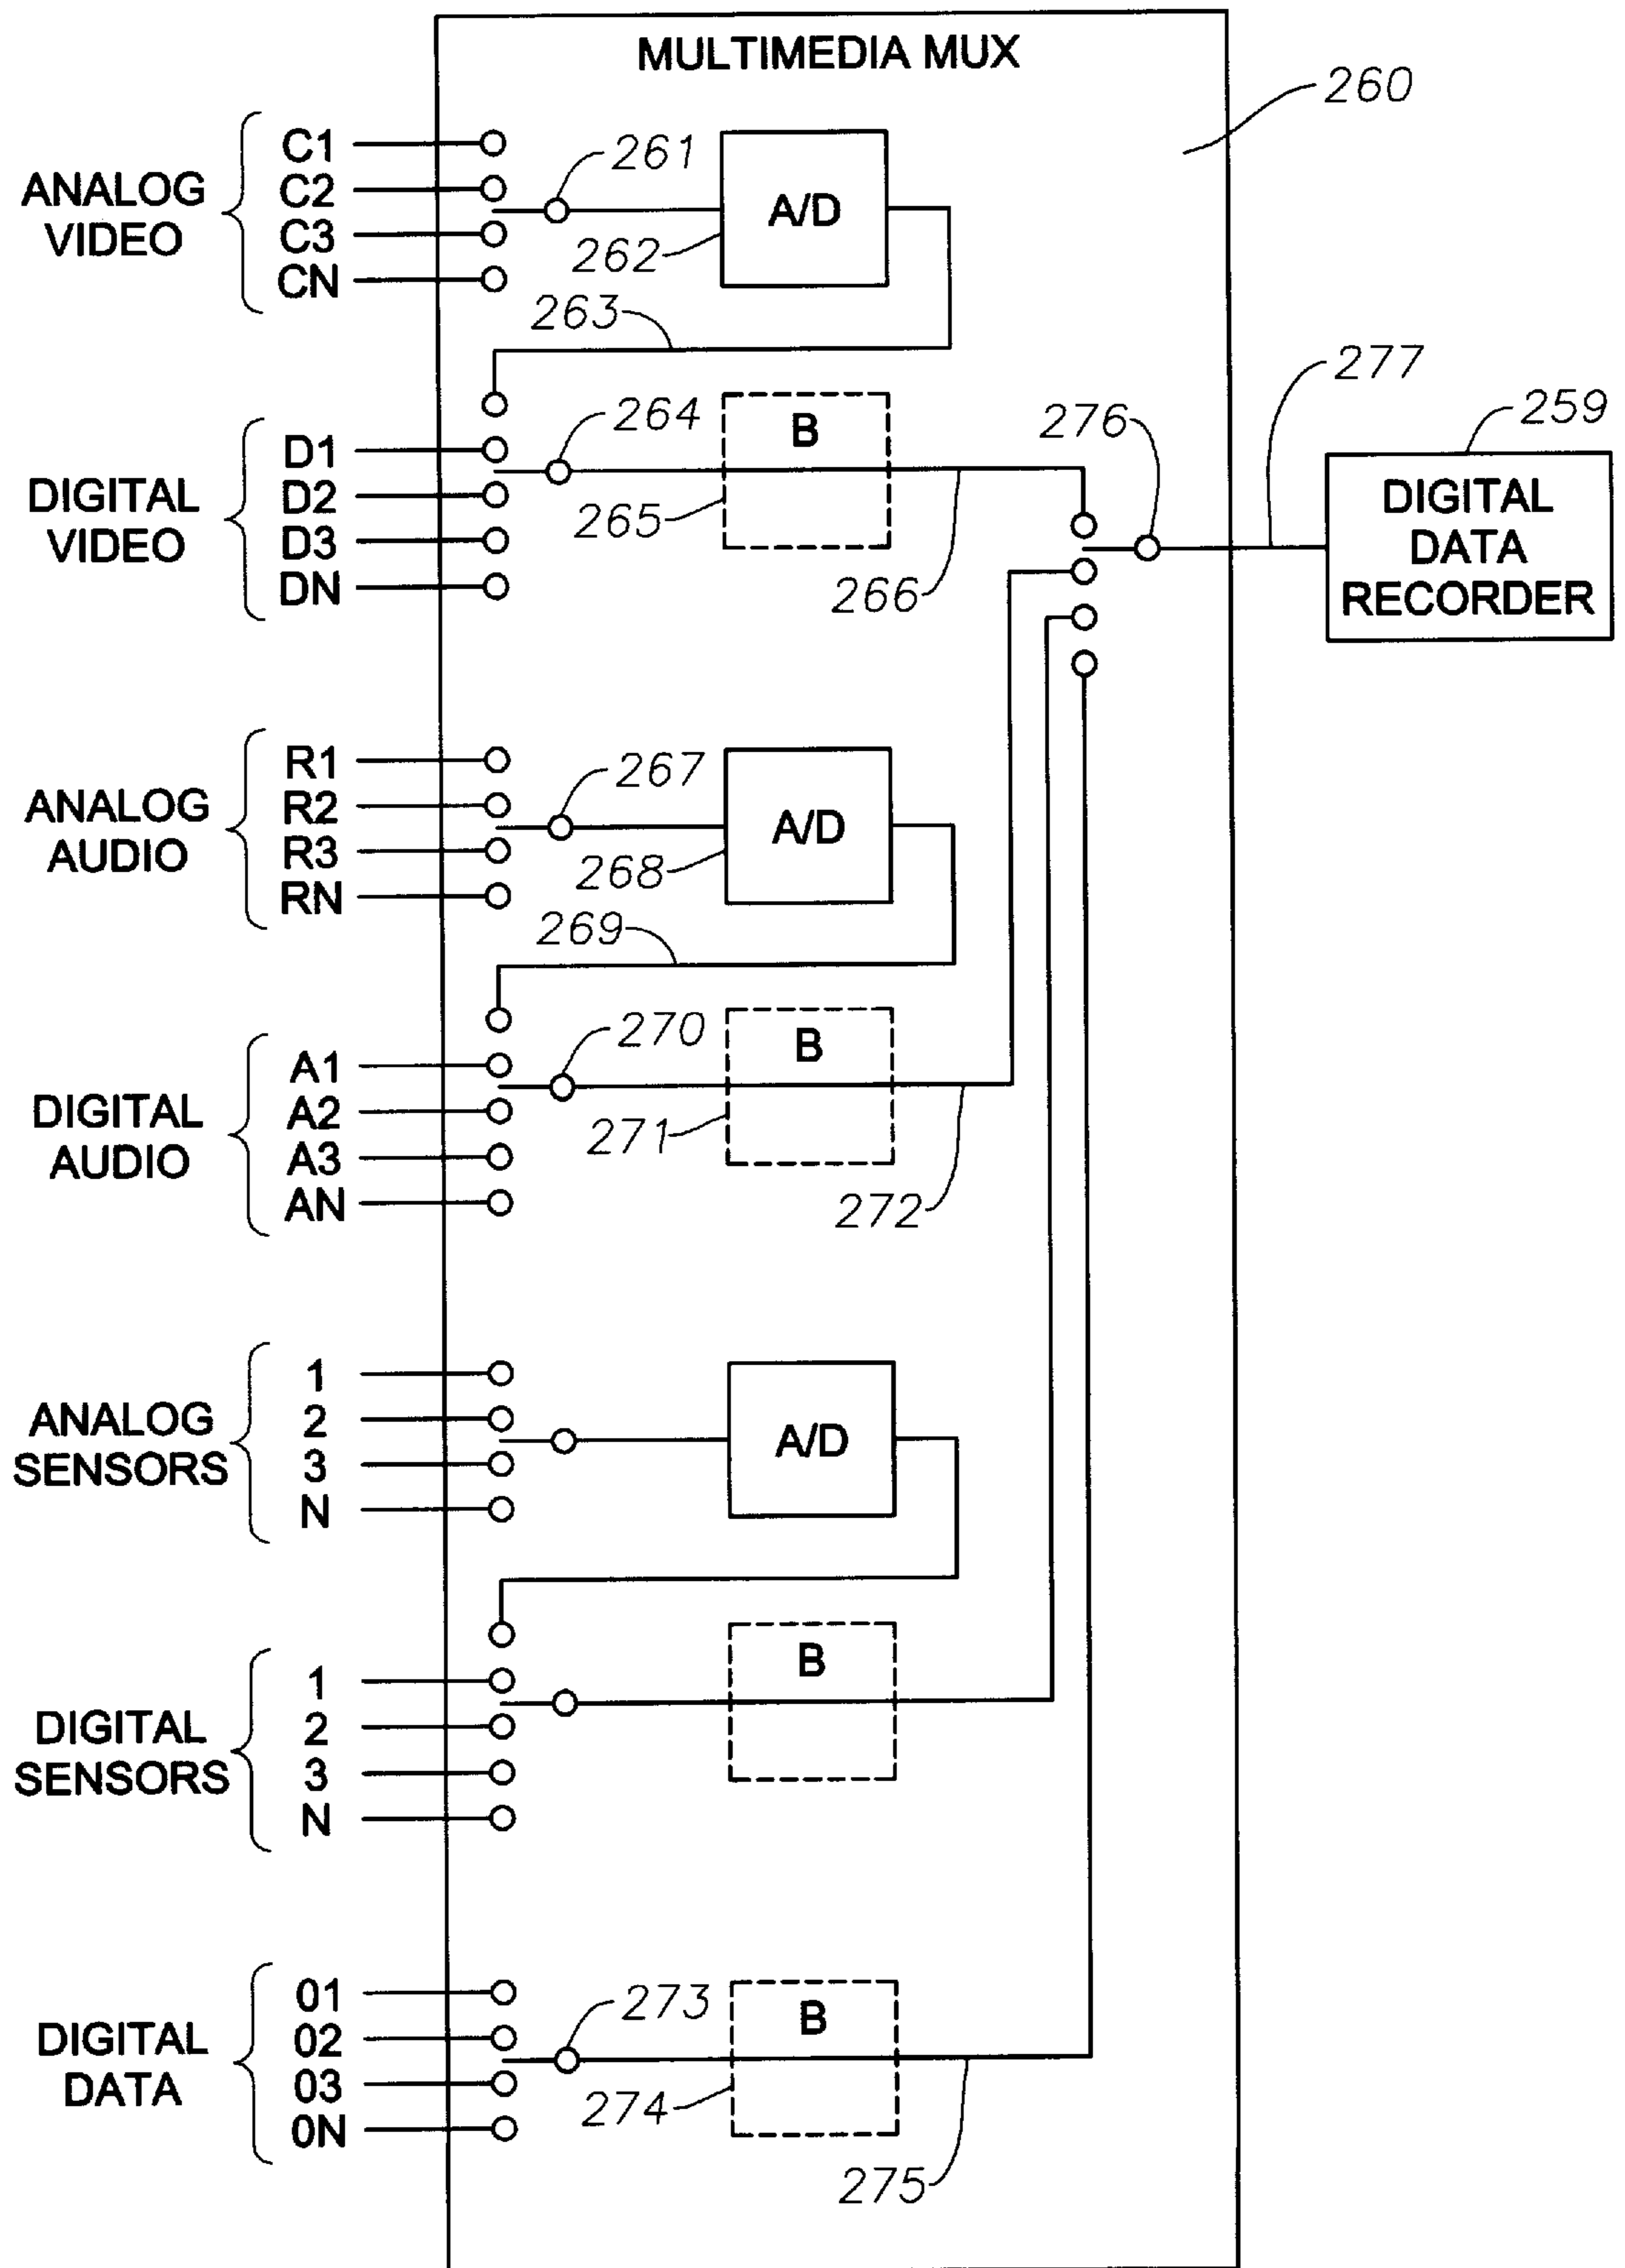 MULTIMEDIA MUX
260
ANALOG
VIDEO
C1
C2
C3
CN
261
A/D
262
263
DIGITAL
VIDEO
D1
D2
D3
DN
264
B
265
266
276
277
259
DIGITAL
DATA
RECORDER
ANALOG
AUDIO
R1
R2
R3
RN
267
A/D
268
269
DIGITAL
AUDIO
A1
A2
A3
AN
270
B
271
272
ANALOG
SENSORS
1
2
3
N
A/D
DIGITAL
SENSORS
1
2
3
N
B
DIGITAL
DATA
01
02
03
0N
273
B
274
275